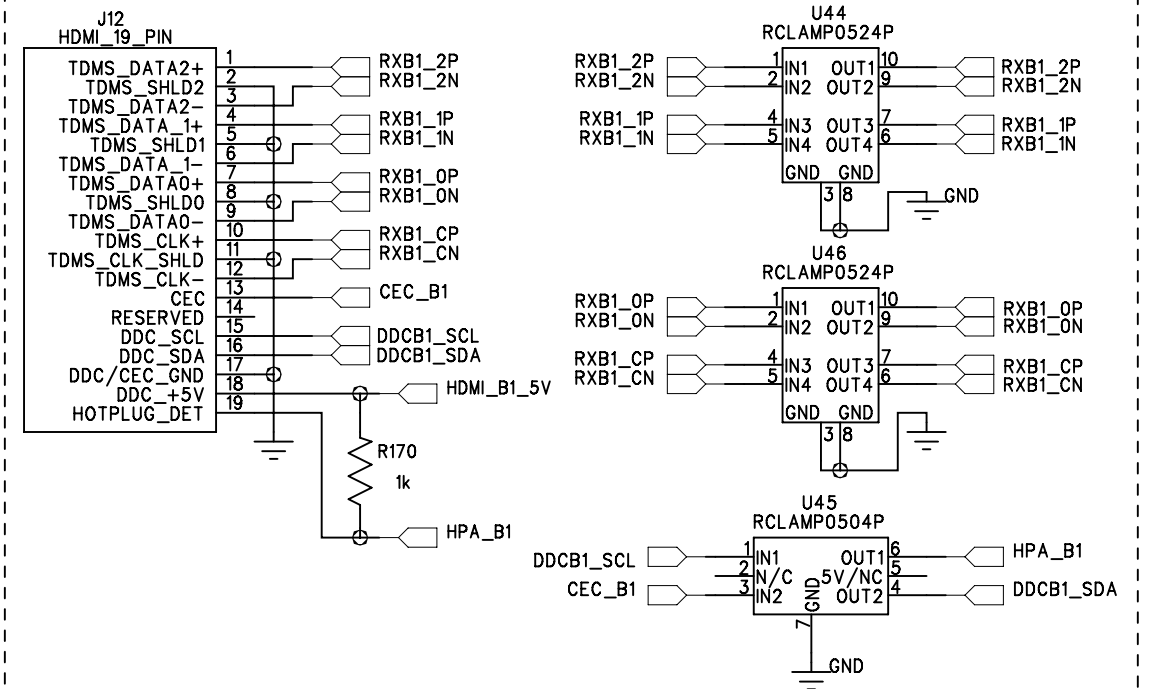 J12
HDMI_19_PIN
TDMS_DATA2+ 1 RXB1_2P
TDMS_SHLD2 2 RXB1_2N
TDMS_DATA2- 3
TDMS_DATA_1+ 4 RXB1_1P
TDMS_SHLD1 5 RXB1_1N
TDMS_DATA_1- 6
TDMS_DATA0+ 7 RXB1_0P
TDMS_SHLD0 8 RXB1_0N
TDMS_DATA0- 9
TDMS_CLK+ 10 RXB1_CP
TDMS_CLK_SHLD 11 RXB1_CN
TDMS_CLK- 12
CEC 13 CEC_B1
RESERVED 14
DDC_SCL 15 DDCB1_SCL
DDC_SDA 16 DDCB1_SDA
DDC/CEC_GND 17
DDC_+5V 18 HDMI_B1_5V
HOTPLUG_DET 19
R170
1k
HPA_B1
U44
RCLAMP0524P
RXB1_2P 1 IN1 OUT1 10 RXB1_2P
RXB1_2N 2 IN2 OUT2 9 RXB1_2N
RXB1_1P 4 IN3 OUT3 7 RXB1_1P
RXB1_1N 5 IN4 OUT4 6 RXB1_1N
GND GND
3 8 GND
U46
RCLAMP0524P
RXB1_0P 1 IN1 OUT1 10 RXB1_0P
RXB1_0N 2 IN2 OUT2 9 RXB1_0N
RXB1_CP 4 IN3 OUT3 7 RXB1_CP
RXB1_CN 5 IN4 OUT4 6 RXB1_CN
GND GND
3 8
U45
RCLAMP0504P
DDCB1_SCL 1 IN1 OUT1 6 HPA_B1
2 N/C 5V/NC 5
CEC_B1 3 IN2 OUT2 4 DDCB1_SDA
GND
7
GND